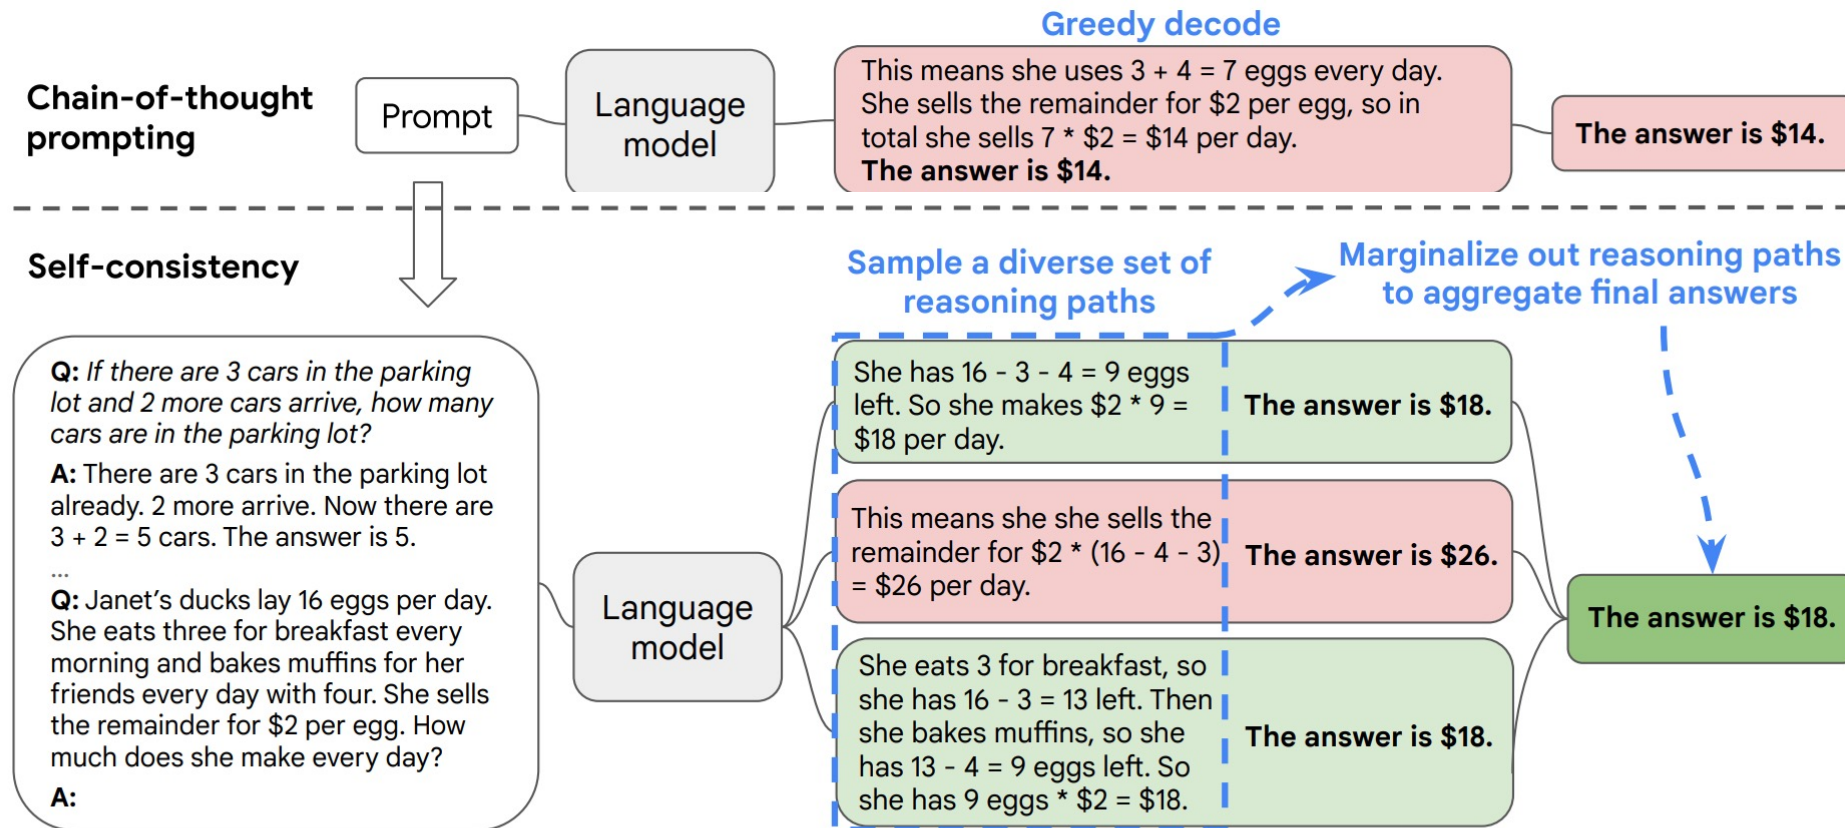 Greedy decode
Chain-of-thought
prompting
Prompt
Language
model
This means she uses 3 + 4 = 7 eggs every day.
She sells the remainder for $2 per egg, so in
total she sells 7 * $2 = $14 per day.
The answer is $14.
The answer is $14.
Self-consistency
Sample a diverse set of
reasoning paths
Marginalize out reasoning paths
to aggregate final answers
Q: If there are 3 cars in the parking
lot and 2 more cars arrive, how many
cars are in the parking lot?
A: There are 3 cars in the parking lot
already. 2 more arrive. Now there are
3 + 2 = 5 cars. The answer is 5.
...
Q: Janet's ducks lay 16 eggs per day.
She eats three for breakfast every
morning and bakes muffins for her
friends every day with four. She sells
the remainder for $2 per egg. How
much does she make every day?
A:
Language
model
She has 16 - 3 - 4 = 9 eggs
left. So she makes $2 * 9 =
$18 per day.
The answer is $18.
This means she she sells the
remainder for $2 * (16 - 4 - 3)
= $26 per day.
The answer is $26.
She eats 3 for breakfast, so
she has 16 - 3 = 13 left. Then
she bakes muffins, so she
has 13 - 4 = 9 eggs left. So
she has 9 eggs * $2 = $18.
The answer is $18.
The answer is $18.